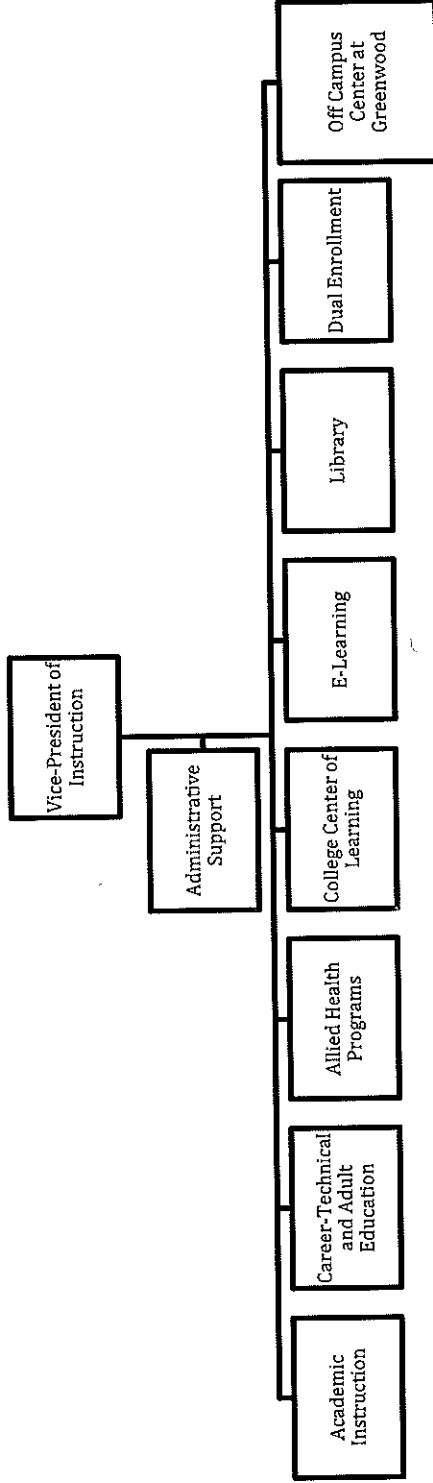 Vice-President of
Instruction
Administrative
Support
Academic
Instruction
Career-Technical
and Adult
Education
Allied Health
Programs
College Center of
Learning
E-Learning
Library
Dual Enrollment
Off Campus
Center at
Greenwood